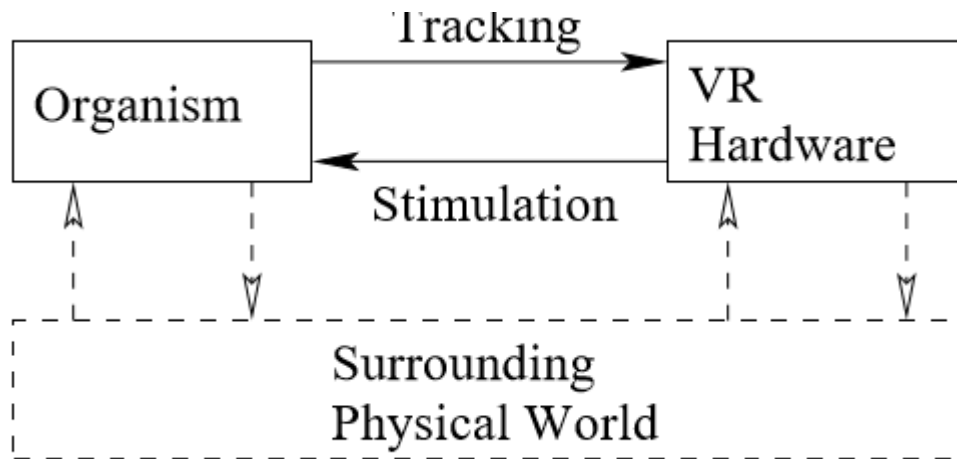 Tracking
Organism
VR
Hardware
Stimulation
Surrounding
Physical World